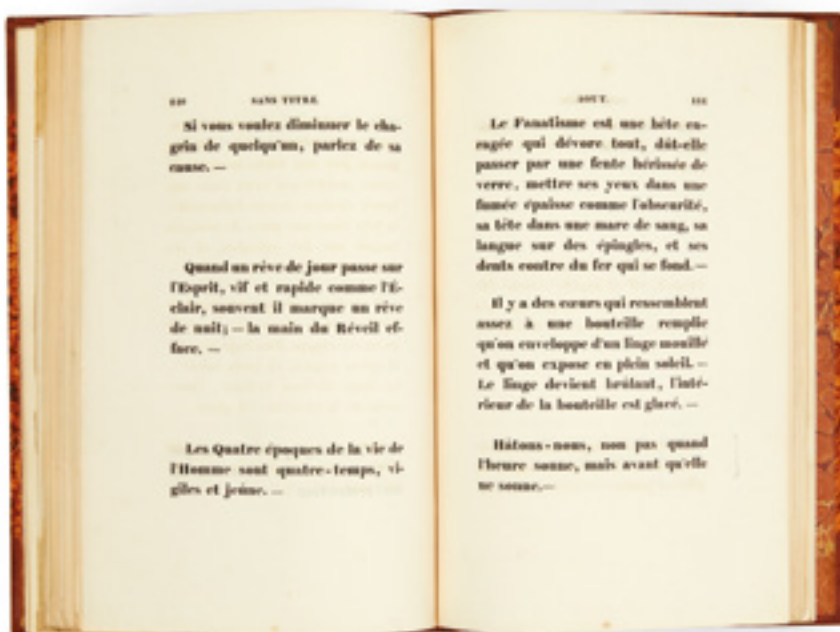 SANS TITRE.
Si vous voulez diminuer le cha-
grin de quelqu'un, parlez de sa
cause. —
Quand un rêve de jour passe sur
l'Esprit, vif et rapide comme l'É-
clair, souvent il marque un rêve
de nuit; — la main du Réveil ef-
face. —
Les Quatre époques de la vie de
l'Homme sont quatre-temps, vi-
giles et jeûne. —
AOUT.
Le Fanatisme est une bête en-
ragée qui dévore tout, dût-elle
passer par une fente hérissée de
verre, mettre ses yeux dans une
fumée épaisse comme l'obscurité,
sa tête dans une mare de sang, sa
langue sur des épingles, et ses
dents contre du fer qui se fond. —
Il y a des cœurs qui ressemblent
assez à une bouteille remplie
qu'on enveloppe d'un linge mouillé
et qu'on expose en plein soleil. —
Le linge devient brûlant, l'inté-
rieur de la bouteille est glacé. —
Hâtons-nous, non pas quand
l'heure sonne, mais avant qu'elle
ne sonne. —